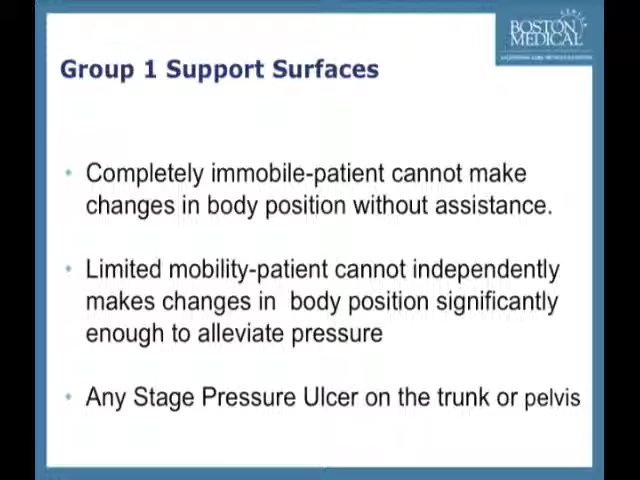 CENTER
BOSTON
MEDICAL
Group 1 Support Surfaces
Completely immobile-patient cannot make
changes in body position without assistance.
Limited mobility-patient cannot independently
makes changes in body position significantly
enough to alleviate pressure
Any Stage Pressure Ulcer on the trunk or pelvis